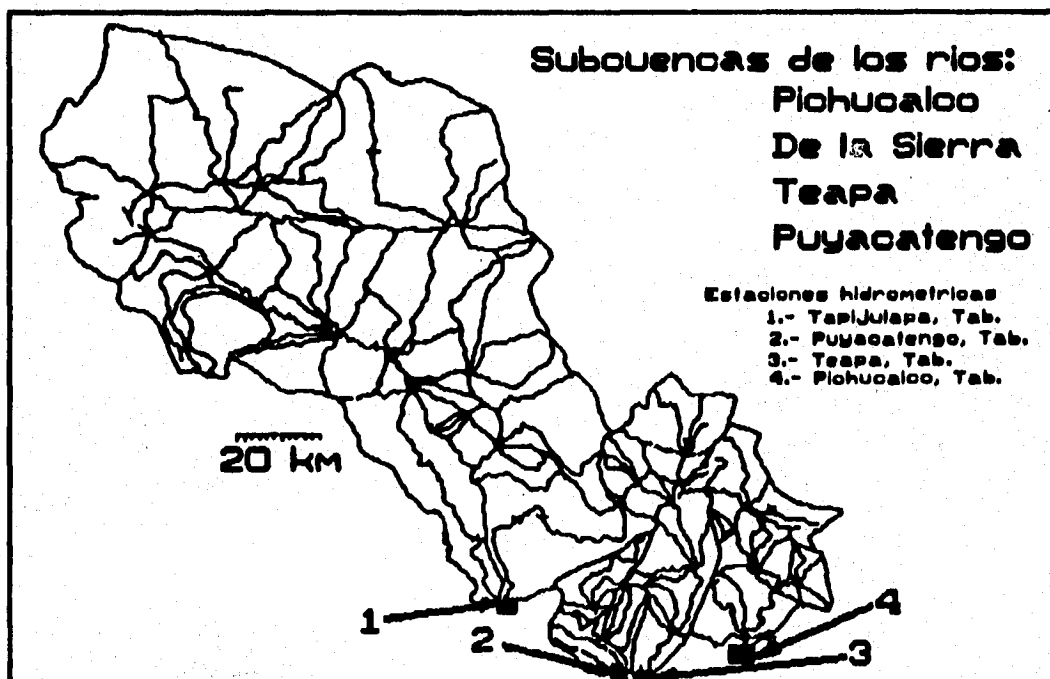 Subcuencas de los rios:
Pichucalco
De la Sierra
Teapa
Puyacatengo
Estaciones hidrometricas
1.- Tapijulapa, Tab.
2.- Puyacatengo, Tab.
3.- Teapa, Tab.
4.- Pichucalco, Tab.
20 km
1
2
4
3